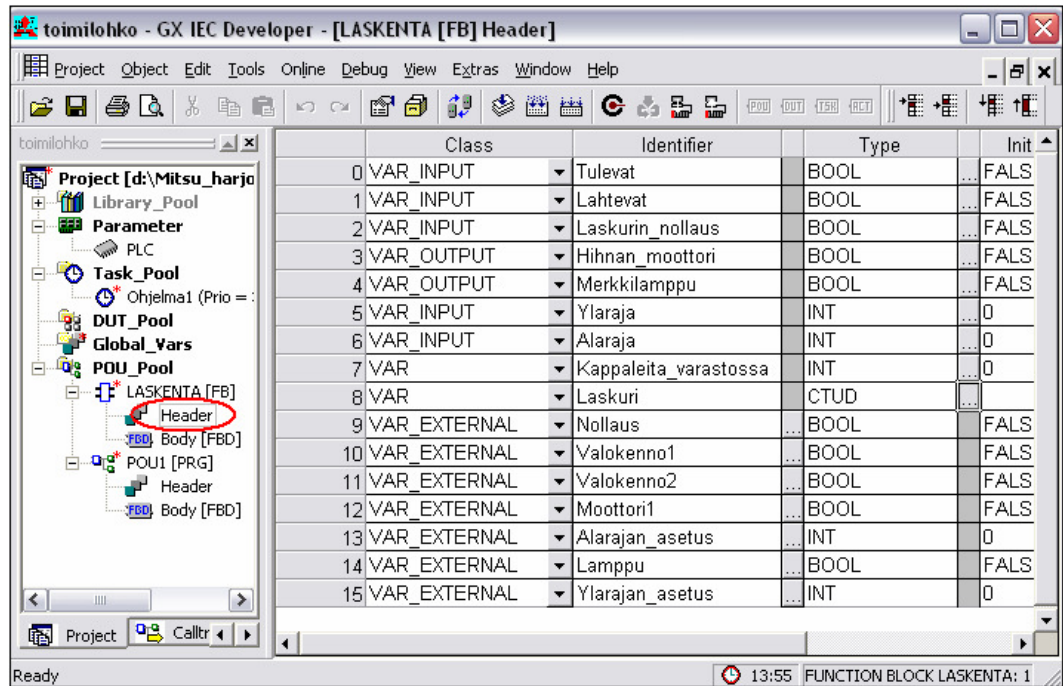 toimilohko - GX IEC Developer - [LASKENTA [FB] Header]
Project Object Edit Tools Online Debug View Extras Window Help
POU DUT TSK ACT
toimilohko
Project [d:\Mitsu_harjo
Library_Pool
Parameter
PLC
Task_Pool
Ohjelma1 (Prio = :
DUT_Pool
Global_Vars
POU_Pool
LASKENTA [FB]
Header
FBD Body [FBD]
POU1 [PRG]
Header
FBD Body [FBD]
Project Calltr
Class Identifier Type Init
0 VAR_INPUT Tulevat ... BOOL ... FALS
1 VAR_INPUT Lahtevat BOOL ... FALS
2 VAR_INPUT Laskurin_nollaus BOOL ... FALS
3 VAR_OUTPUT Hihnan_moottori BOOL ... FALS
4 VAR_OUTPUT Merkkilamppu BOOL ... FALS
5 VAR_INPUT Ylaraja INT ... 0
6 VAR_INPUT Alaraja INT ... 0
7 VAR Kappaleita_varastossa INT ... 0
8 VAR Laskuri CTUD ...
9 VAR_EXTERNAL Nollaus ... BOOL FALS
10 VAR_EXTERNAL Valokenno1 ... BOOL FALS
11 VAR_EXTERNAL Valokenno2 ... BOOL FALS
12 VAR_EXTERNAL Moottori1 ... BOOL FALS
13 VAR_EXTERNAL Alarajan_asetus ... INT 0
14 VAR_EXTERNAL Lamppu ... BOOL FALS
15 VAR_EXTERNAL Ylarajan_asetus ... INT 0
Ready 13:55 FUNCTION BLOCK LASKENTA: 1